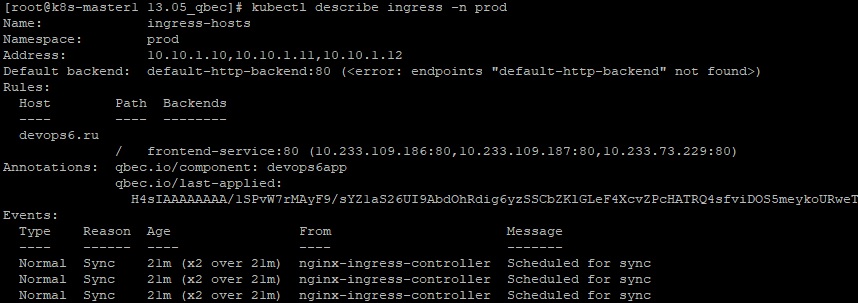 [root@k8s-master1 13.05_qbec]# kubectl describe ingress -n prod
Name:             ingress-hosts
Namespace:        prod
Address:          10.10.1.10,10.10.1.11,10.10.1.12
Default backend:  default-http-backend:80 (<error: endpoints "default-http-backend" not found>)
Rules:
  Host        Path  Backends
  ----        ----  --------
  devops6.ru
              /   frontend-service:80 (10.233.109.186:80,10.233.109.187:80,10.233.73.229:80)
Annotations:  qbec.io/component: devops6app
              qbec.io/last-applied:
                H4sIAAAAAAAA/1SPvW7rMAyF9/sYZ1aS26UI9AbdOhRdig6yzSSCbZKlGLeF4XcvZPcHATRQ4sfviDOS5meykoURweT
Events:
  Type    Reason  Age                 From                      Message
  ----    ------  ----                ----                      -------
  Normal  Sync    21m (x2 over 21m)  nginx-ingress-controller  Scheduled for sync
  Normal  Sync    21m (x2 over 21m)  nginx-ingress-controller  Scheduled for sync
  Normal  Sync    21m (x2 over 21m)  nginx-ingress-controller  Scheduled for sync